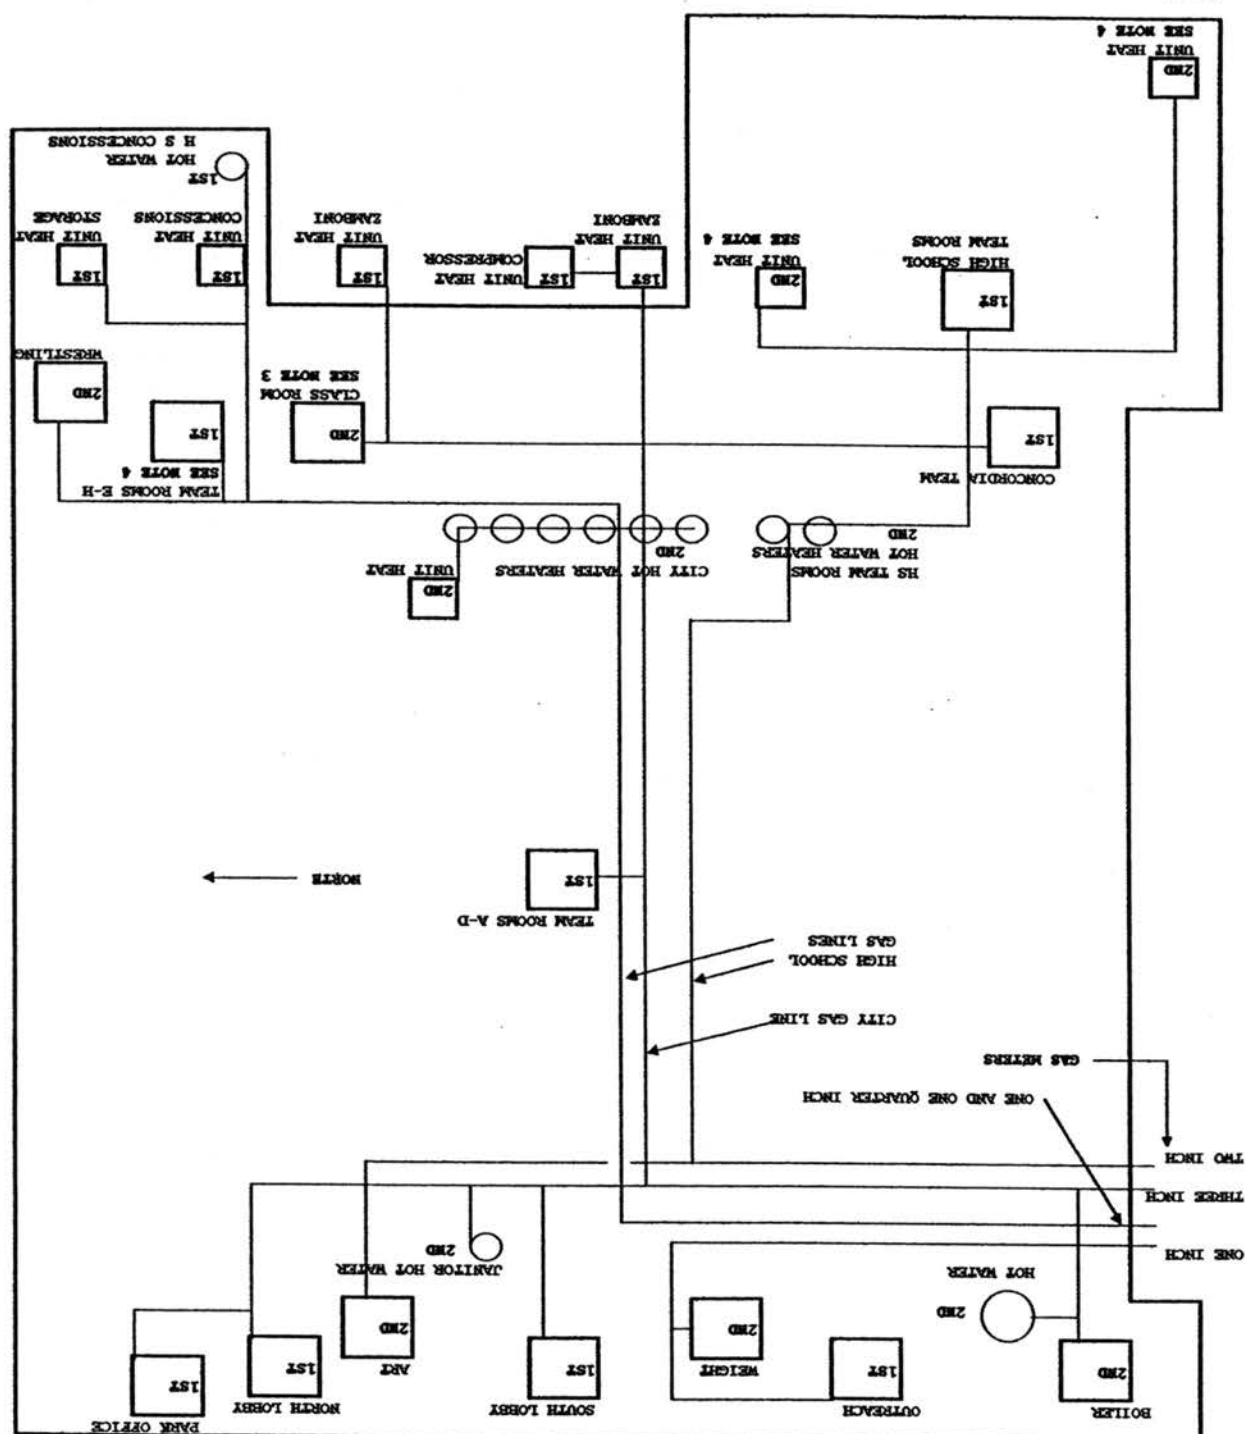 BOILER
2ND
HOT WATER
2ND
OUTREACH
1ST
WEIGHT
2ND
SOUTH LOBBY
1ST
ART
2ND
NORTH LOBBY
1ST
PARK OFFICE
1ST
JANITOR HOT WATER
2ND
ONE INCH
THREE INCH
TWO INCH
ONE AND ONE QUARTER INCH
GAS METERS
CITY GAS LINE
HIGH SCHOOL
GAS LINES
TEAM ROOMS A-D
1ST
NORTH
HS TEAM ROOMS
HOT WATER HEATERS
2ND
CITY HOT WATER HEATERS
2ND
2ND
UNIT HEAT
CONCORDIA TEAM
1ST
TEAM ROOMS E-H
SEE NOTE 4
1ST
2ND
CLASS ROOM
SEE NOTE 3
2ND
WRESTLING
1ST
HIGH SCHOOL
TEAM ROOMS
2ND
UNIT HEAT
SEE NOTE 4
1ST
UNIT HEAT
ZAMBONI
1ST
UNIT HEAT
COMPRESSOR
1ST
UNIT HEAT
ZAMBONI
1ST
UNIT HEAT
CONCESSIONS
1ST
UNIT HEAT
STORAGE
1ST
HOT WATER
H S CONCESSIONS
2ND
UNIT HEAT
SEE NOTE 4